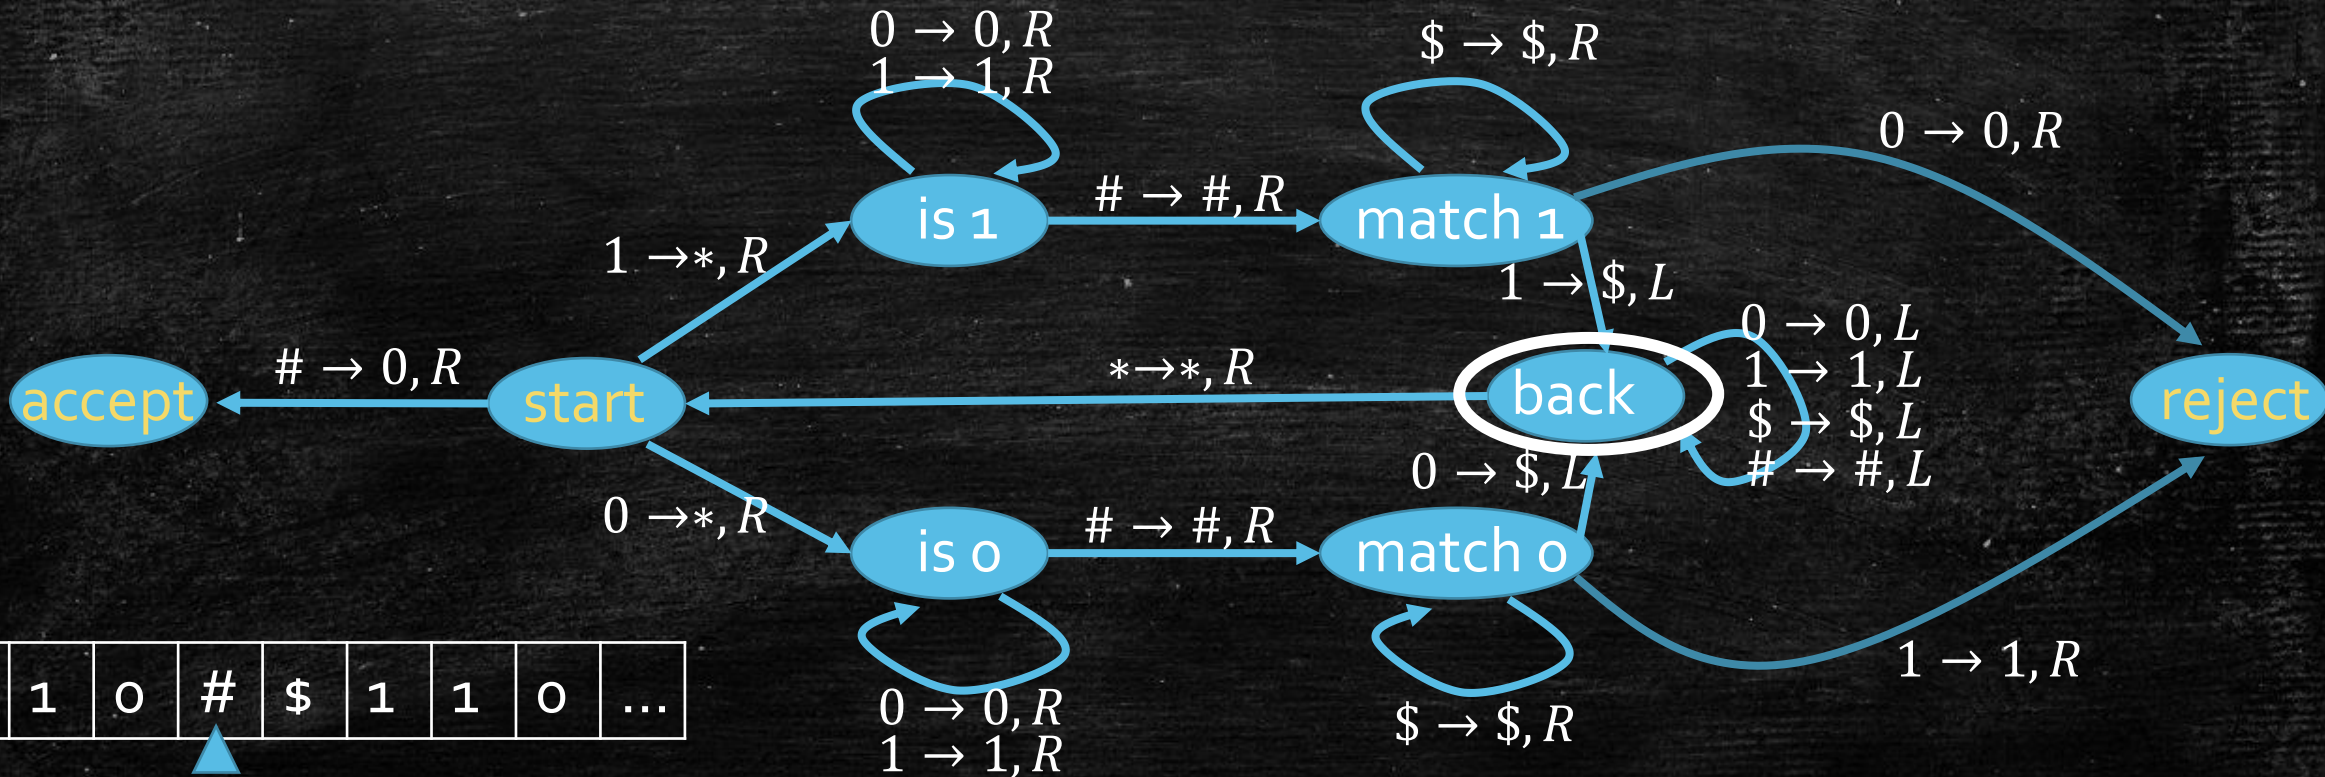 0 → 0, R
1 → 1, R
$ → $, R
0 → 0, R
is 1
# → #, R
match 1
1 →*, R
1 → $, L
0 → 0, L
1 → 1, L
$ → $, L
# → #, L
accept
# → 0, R
start
*→*, R
back
reject
0 → $, L
0 →*, R
is 0
# → #, R
match 0
1 → 1, R
0 → 0, R
1 → 1, R
$ → $, R
1 0 # $ 1 1 0 ...